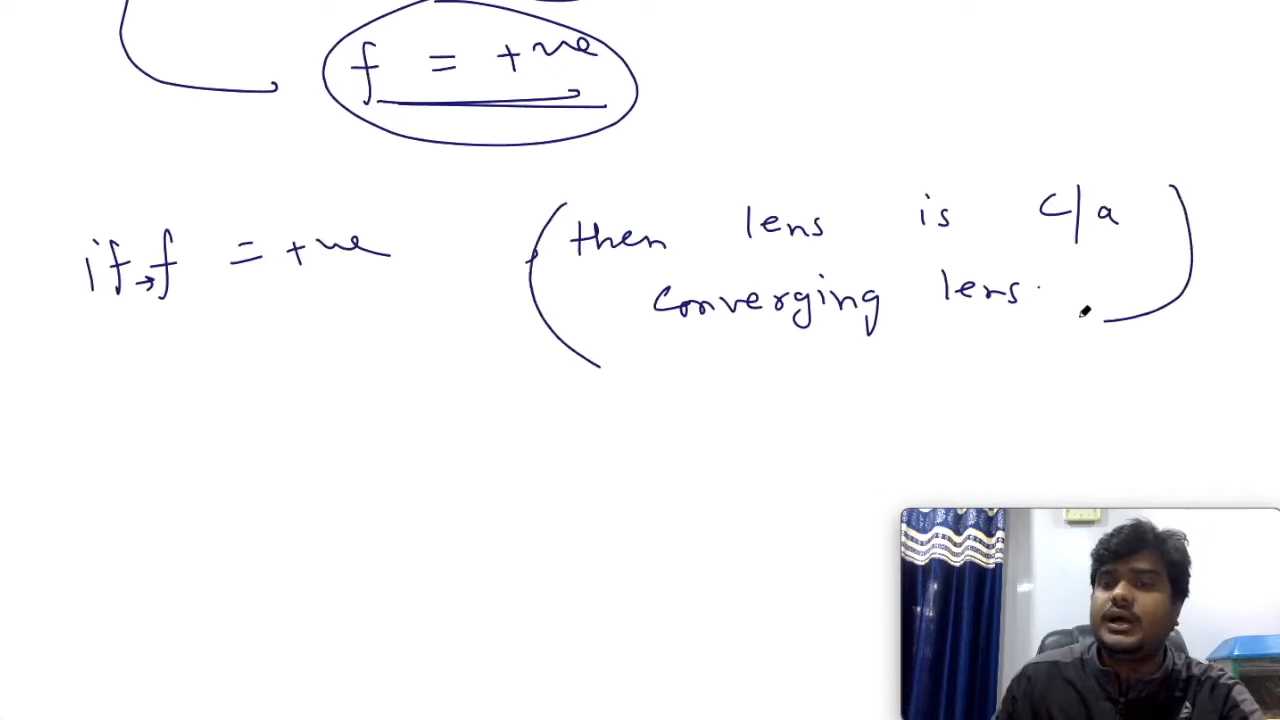 f = +ve
if f = +ve (then lens is c/a
converging lens.)